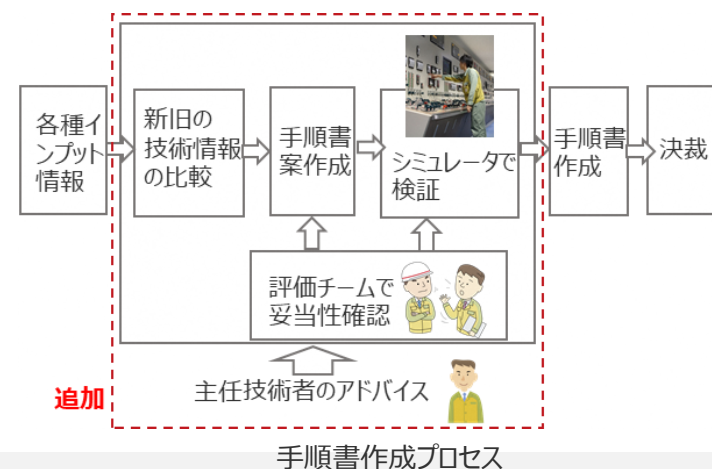 各種イ
ンプット
情報
新旧の
技術情報
の比較
手順書
案作成
シミュレータで
検証
手順書
作成
決裁
評価チームで
妥当性確認
追加
主任技術者のアドバイス
手順書作成プロセス